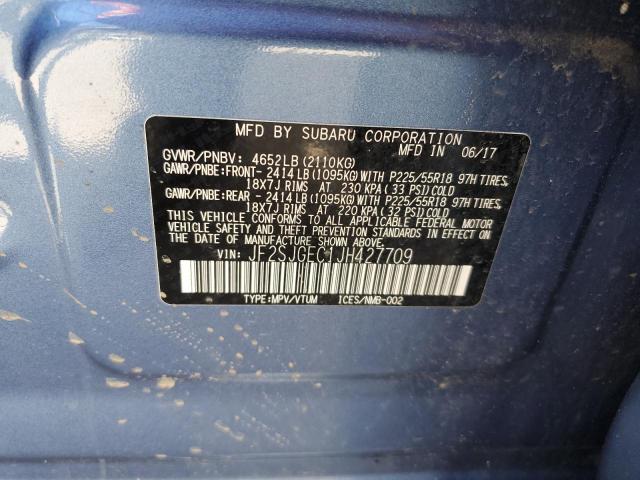 MFD BY SUBARU CORPORATION
MFD IN 06/17
GVWR/PNBV: 4652LB (2110KG)
GAWR/PNBE:FRONT- 2414 LB (1095KG) WITH P225/55R18 97H TIRES,
18X7J RIMS AT 230 KPA ( 33 PSI) COLD
GAWR/PNBE:REAR - 2414 LB (1095KG) WITH P225/55R18 97H TIRES,
18X7J RIMS AT 220 KPA ( 32 PSI) COLD
THIS VEHICLE CONFORMS TO ALL APPLICABLE FEDERAL MOTOR
VEHICLE SAFETY AND THEFT PREVENTION STANDARDS IN EFFECT
ON THE DATE OF MANUFACTURE SHOWN ABOVE.
VIN: JF2SJGEC1JH427709
TYPE:MPV/VTUM ICES/NMB-002